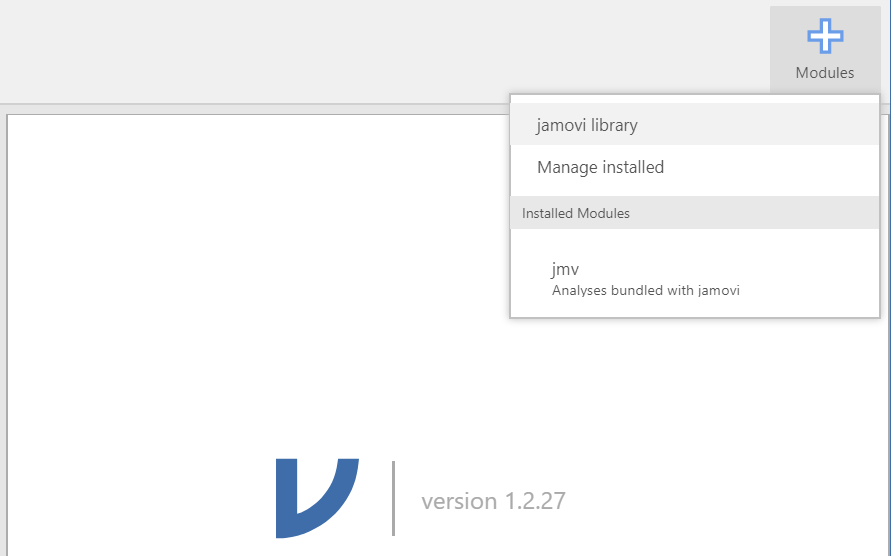 Modules
jamovi library
Manage installed
Installed Modules
jmv
Analyses bundled with jamovi
version 1.2.27